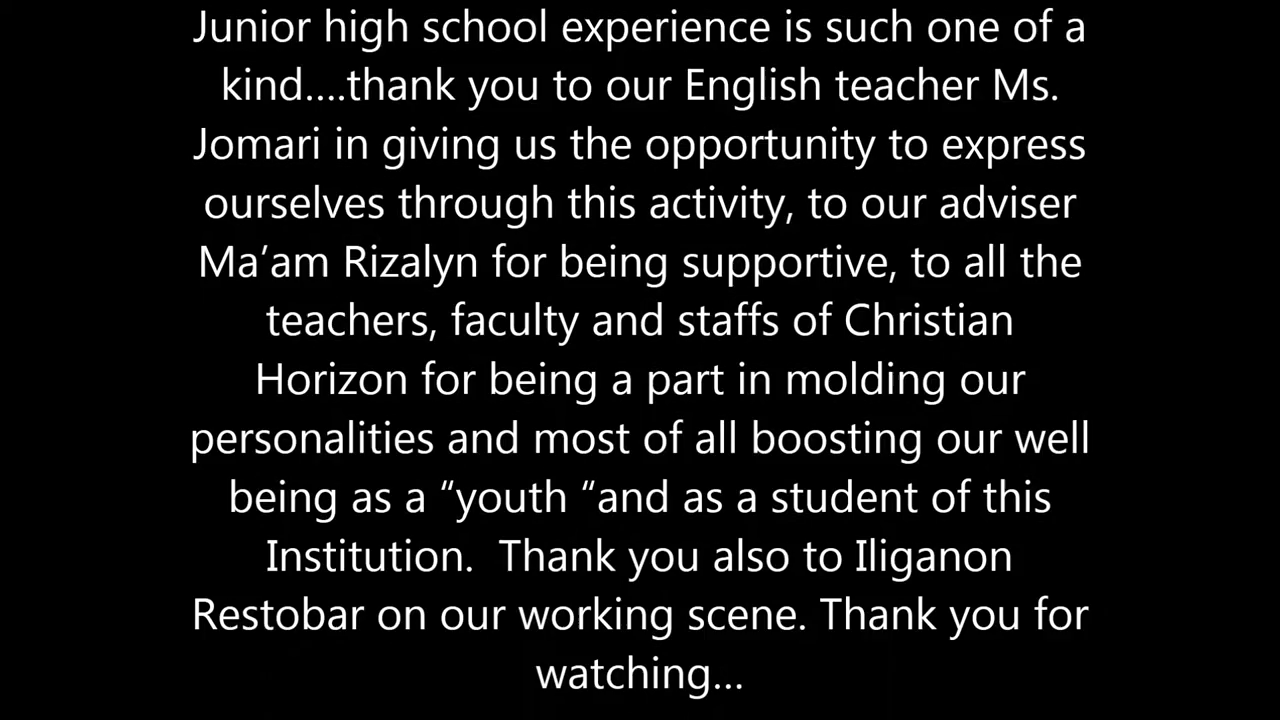 Junior high school experience is such one of a
kind....thank you to our English teacher Ms.
Jomari in giving us the opportunity to express
ourselves through this activity, to our adviser
Ma’am Rizalyn for being supportive, to all the
teachers, faculty and staffs of Christian
Horizon for being a part in molding our
personalities and most of all boosting our well
being as a “youth “and as a student of this
Institution.  Thank you also to Iliganon
Restobar on our working scene. Thank you for
watching...